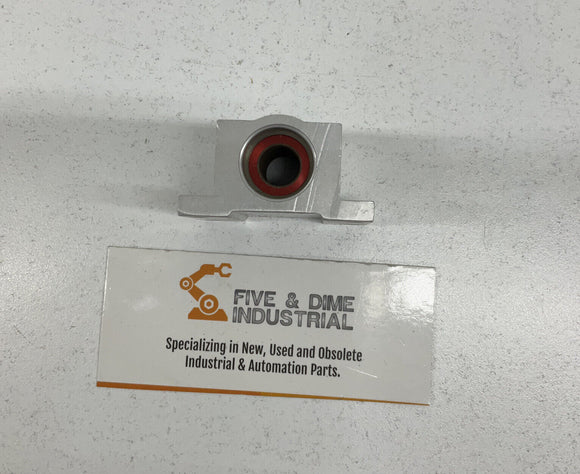 FIVE & DIME
INDUSTRIAL
Specializing in New, Used and Obsolete
Industrial & Automation Parts.